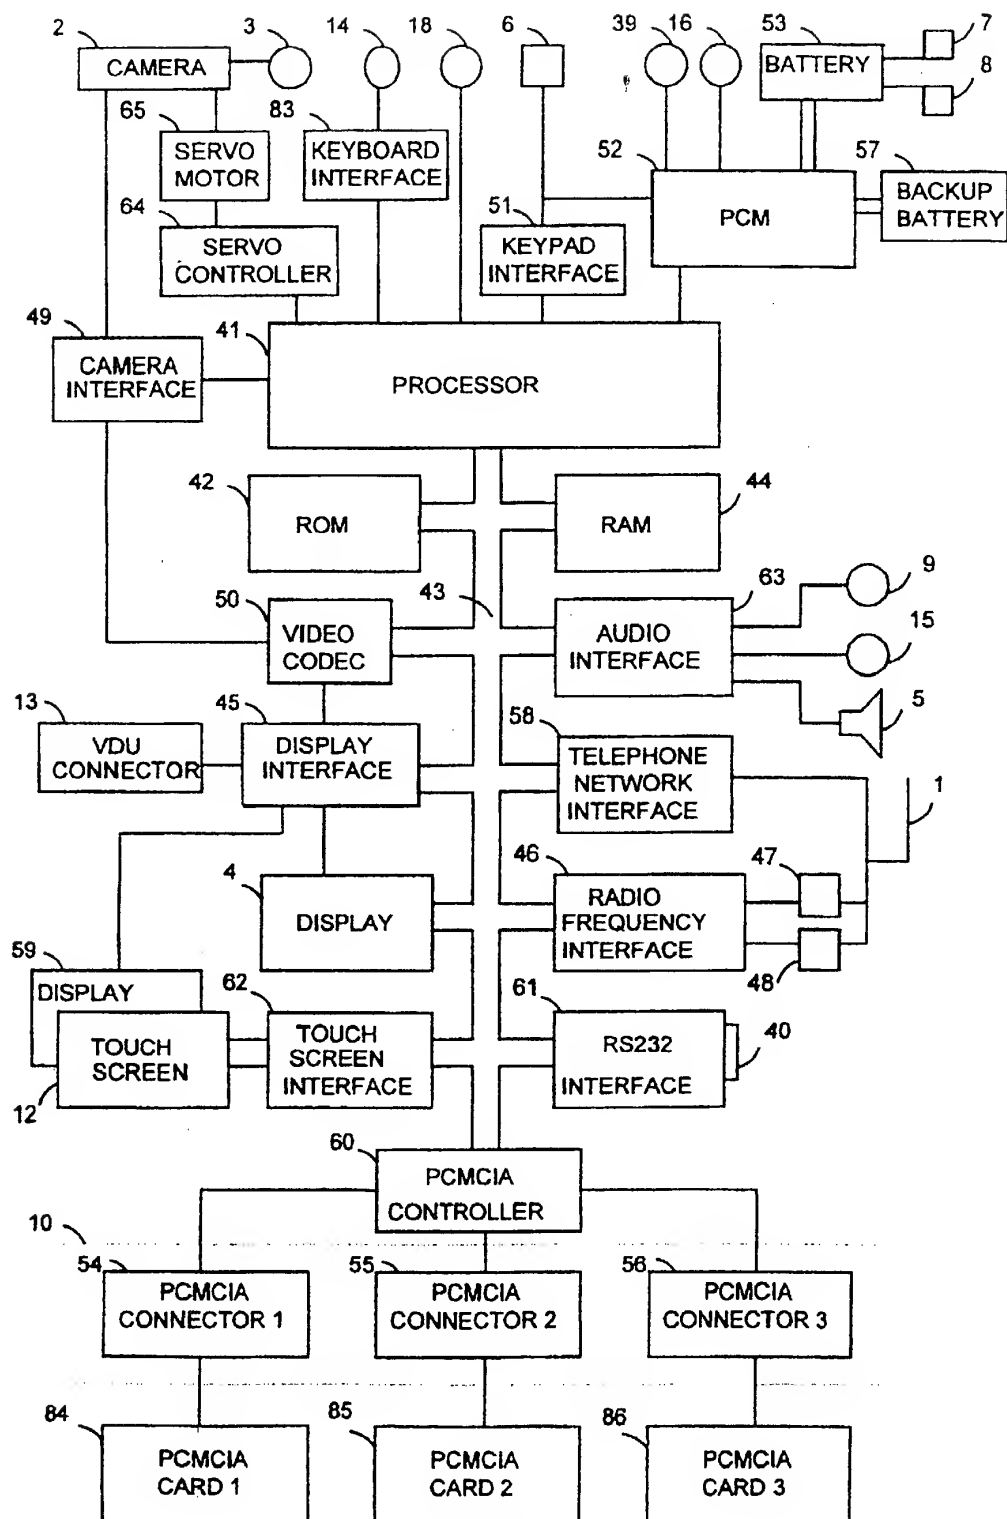 2
3
14
18
6
39
16
53
7
CAMERA
BATTERY
8
65
83
52
57
SERVO
MOTOR
KEYBOARD
INTERFACE
PCM
BACKUP
BATTERY
64
51
SERVO
CONTROLLER
KEYPAD
INTERFACE
49
41
CAMERA
INTERFACE
PROCESSOR
42
44
ROM
RAM
50
43
63
9
VIDEO
CODEC
AUDIO
INTERFACE
15
13
45
58
5
VDU
CONNECTOR
DISPLAY
INTERFACE
TELEPHONE
NETWORK
INTERFACE
1
4
46
47
DISPLAY
RADIO
FREQUENCY
INTERFACE
59
62
61
48
DISPLAY
TOUCH
SCREEN
TOUCH
SCREEN
INTERFACE
RS232
INTERFACE
40
12
60
PCMCIA
CONTROLLER
10
54
55
56
PCMCIA
CONNECTOR 1
PCMCIA
CONNECTOR 2
PCMCIA
CONNECTOR 3
84
85
86
PCMCIA
CARD 1
PCMCIA
CARD 2
PCMCIA
CARD 3